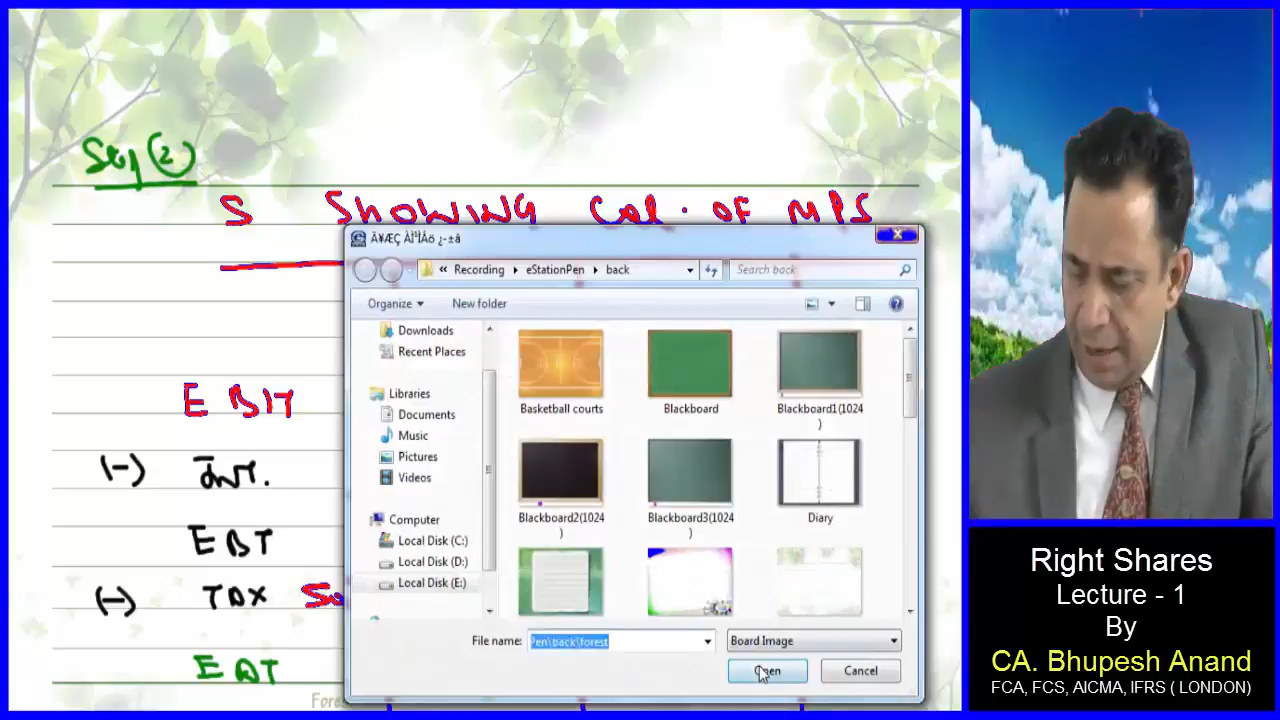 (2)
S SHOWING CAL. OF MPS
Ä¥ÆÇ ÀÌ¹ÌÁö ¿­±â
« Recording ▸ eStationPen ▸ back
Search back
Organize
New folder
Downloads
Recent Places
Libraries
Documents
Music
Pictures
Videos
Computer
Local Disk (C:)
Local Disk (D:)
Local Disk (E:)
Basketball courts
Blackboard
Blackboard1(1024
)
Blackboard2(1024
)
Blackboard3(1024
)
Diary
File name:
Pen\back\forest
Board Image
Open
Cancel
EBIT
(-) Int.
EBT
(-) TAX
EAT
Right Shares
Lecture - 1
By
CA. Bhupesh Anand
FCA, FCS, AICMA, IFRS ( LONDON)